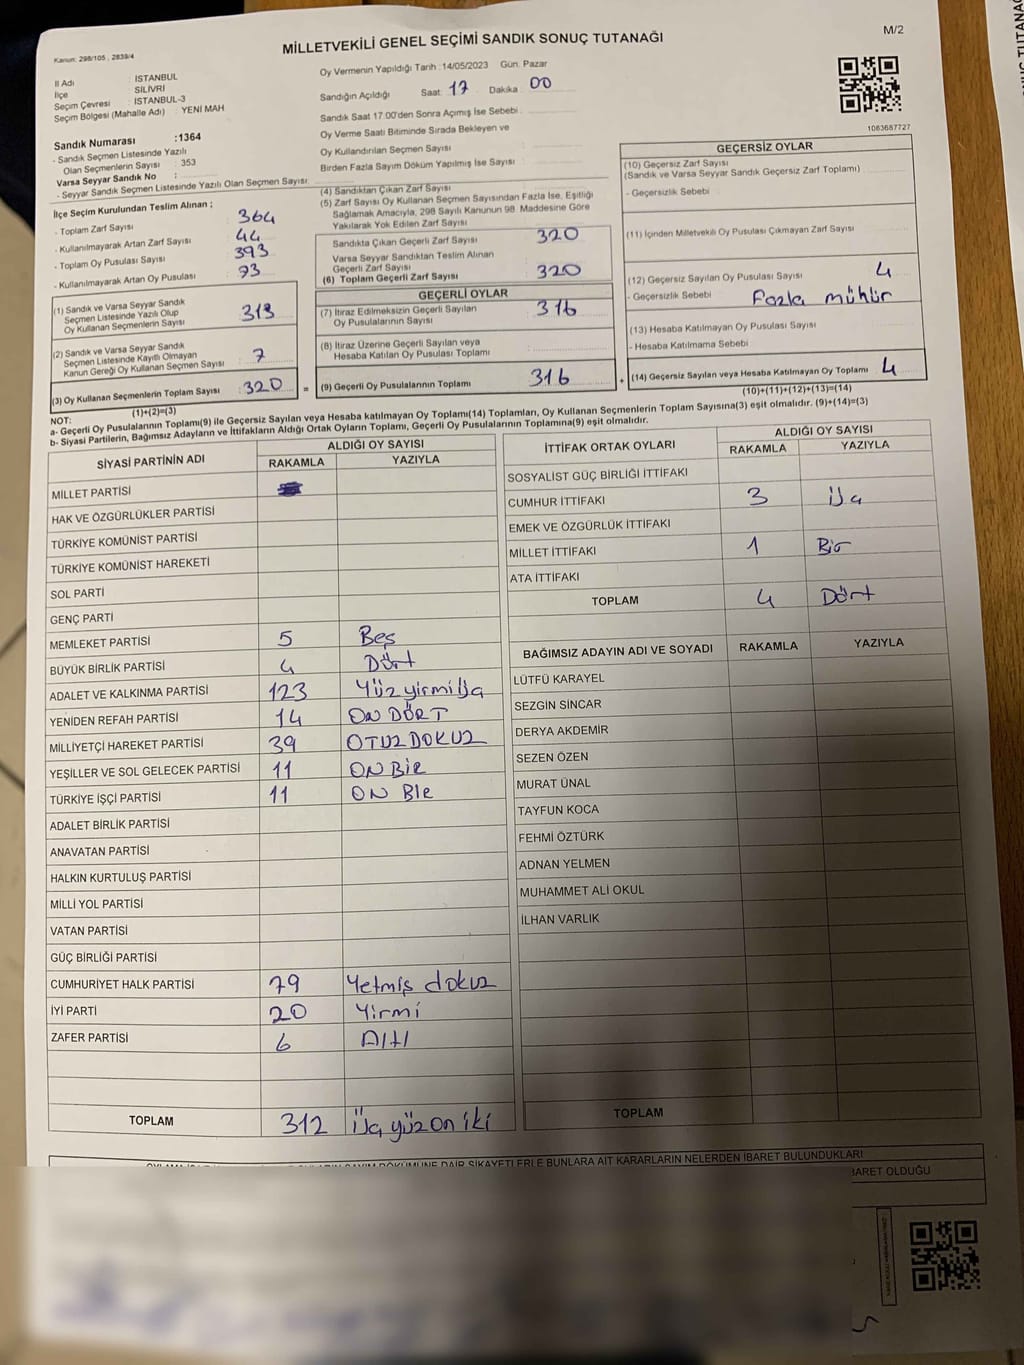 Kanun: 298/105, 2839/4
MİLLETVEKİLİ GENEL SEÇİMİ SANDIK SONUÇ TUTANAĞI
M/2
İl Adı : İSTANBUL
İlçe : SİLİVRİ
Seçim Çevresi : İSTANBUL-3
Seçim Bölgesi (Mahalle Adı) : YENİ MAH
Sandık Numarası :1364
- Sandık Seçmen Listesinde Yazılı
Olan Seçmenlerin Sayısı : 353
Varsa Seyyar Sandık No :
- Seyyar Sandık Seçmen Listesinde Yazılı Olan Seçmen Sayısı:
İlçe Seçim Kurulundan Teslim Alınan ;
- Toplam Zarf Sayısı : 364
- Kullanılmayarak Artan Zarf Sayısı : 44
- Toplam Oy Pusulası Sayısı : 393
- Kullanılmayarak Artan Oy Pusulası : 73
(1) Sandık ve Varsa Seyyar Sandık
Seçmen Listesinde Yazılı Olup
Oy Kullanan Seçmenlerin Sayısı : 313
(2) Sandık ve Varsa Seyyar Sandık
Seçmen Listesinde Kayıtlı Olmayan
Kanun Gereği Oy Kullanan Seçmen Sayısı : 7
(3) Oy Kullanan Seçmenlerin Toplam Sayısı : 320
(1)+(2)=(3)
Oy Vermenin Yapıldığı Tarih :14/05/2023 Gün: Pazar
Sandığın Açıldığı Saat: 17 Dakika : 00
Sandık Saat 17:00'den Sonra Açımış İse Sebebi :
Oy Verme Saati Bitiminde Sırada Bekleyen ve
Oy Kullandırılan Seçmen Sayısı :
Birden Fazla Sayım Döküm Yapılmış İse Sayısı :
(4) Sandıktan Çıkan Zarf Sayısı
(5) Zarf Sayısı Oy Kullanan Seçmen Sayısından Fazla İse, Eşitliği
Sağlamak Amacıyla, 298 Sayılı Kanunun 98. Maddesine Göre
Yakılarak Yok Edilen Zarf Sayısı
Sandıkta Çıkan Geçerli Zarf Sayısı : 320
Varsa Seyyar Sandıktan Teslim Alınan
Geçerli Zarf Sayısı :
(6) Toplam Geçerli Zarf Sayısı : 320
GEÇERLİ OYLAR
(7) İtiraz Edilmeksizin Geçerli Sayılan
Oy Pusulalarının Sayısı : 316
(8) İtiraz Üzerine Geçerli Sayılan veya
Hesaba Katılan Oy Pusulası Toplamı :
= (9) Geçerli Oy Pusulalarının Toplamı : 316
1083687727
GEÇERSİZ OYLAR
(10) Geçersiz Zarf Sayısı
(Sandık ve Varsa Seyyar Sandık Geçersiz Zarf Toplamı) :
- Geçersizlik Sebebi :
(11) İçinden Milletvekili Oy Pusulası Çıkmayan Zarf Sayısı :
(12) Geçersiz Sayılan Oy Pusulası Sayısı : 4
- Geçersizlik Sebebi : Fazla mühür
(13) Hesaba Katılmayan Oy Pusulası Sayısı :
- Hesaba Katılmama Sebebi :
+ (14) Geçersiz Sayılan veya Hesaba Katılmayan Oy Toplamı : 4
(10)+(11)+(12)+(13)=(14)
NOT:
a- Geçerli Oy Pusulalarının Toplamı(9) ile Geçersiz Sayılan veya Hesaba katılmayan Oy Toplamı(14) Toplamları, Oy Kullanan Seçmenlerin Toplam Sayısına(3) eşit olmalıdır. (9)+(14)=(3)
b- Siyasi Partilerin, Bağımsız Adayların ve İttifakların Aldığı Ortak Oyların Toplamı, Geçerli Oy Pusulalarının Toplamına(9) eşit olmalıdır.
SİYASİ PARTİNİN ADI
ALDIĞI OY SAYISI
RAKAMLA YAZIYLA
MİLLET PARTİSİ
HAK VE ÖZGÜRLÜKLER PARTİSİ
TÜRKİYE KOMÜNİST PARTİSİ
TÜRKİYE KOMÜNİST HAREKETİ
SOL PARTİ
GENÇ PARTİ
MEMLEKET PARTİSİ 5 Beş
BÜYÜK BİRLİK PARTİSİ 4 Dört
ADALET VE KALKINMA PARTİSİ 123 Yüz yirmi üç
YENİDEN REFAH PARTİSİ 14 ON DÖRT
MİLLİYETÇİ HAREKET PARTİSİ 39 OTUZ DOKUZ
YEŞİLLER VE SOL GELECEK PARTİSİ 11 ON BİR
TÜRKİYE İŞÇİ PARTİSİ 11 ON BİR
ADALET BİRLİK PARTİSİ
ANAVATAN PARTİSİ
HALKIN KURTULUŞ PARTİSİ
MİLLİ YOL PARTİSİ
VATAN PARTİSİ
GÜÇ BİRLİĞİ PARTİSİ
CUMHURİYET HALK PARTİSİ 79 Yetmiş dokuz
İYİ PARTİ 20 Yirmi
ZAFER PARTİSİ 6 Altı
TOPLAM 312 Üç yüz on iki
İTTİFAK ORTAK OYLARI
ALDIĞI OY SAYISI
RAKAMLA YAZIYLA
SOSYALİST GÜÇ BİRLİĞİ İTTİFAKI
CUMHUR İTTİFAKI 3 üç
EMEK VE ÖZGÜRLÜK İTTİFAKI
MİLLET İTTİFAKI 1 Bir
ATA İTTİFAKI
TOPLAM 4 Dört
BAĞIMSIZ ADAYIN ADI VE SOYADI RAKAMLA YAZIYLA
LÜTFÜ KARAYEL
SEZGİN SİNCAR
DERYA AKDEMİR
SEZEN ÖZEN
MURAT ÜNAL
TAYFUN KOCA
FEHMİ ÖZTÜRK
ADNAN YELMEN
MUHAMMET ALİ OKUL
İLHAN VARLIK
TOPLAM
DÖKÜMÜNE DAİR ŞİKAYETLERLE BUNLARA AİT KARARLARIN NELERDEN İBARET BULUNDUKLARI
İBARET OLDUĞU